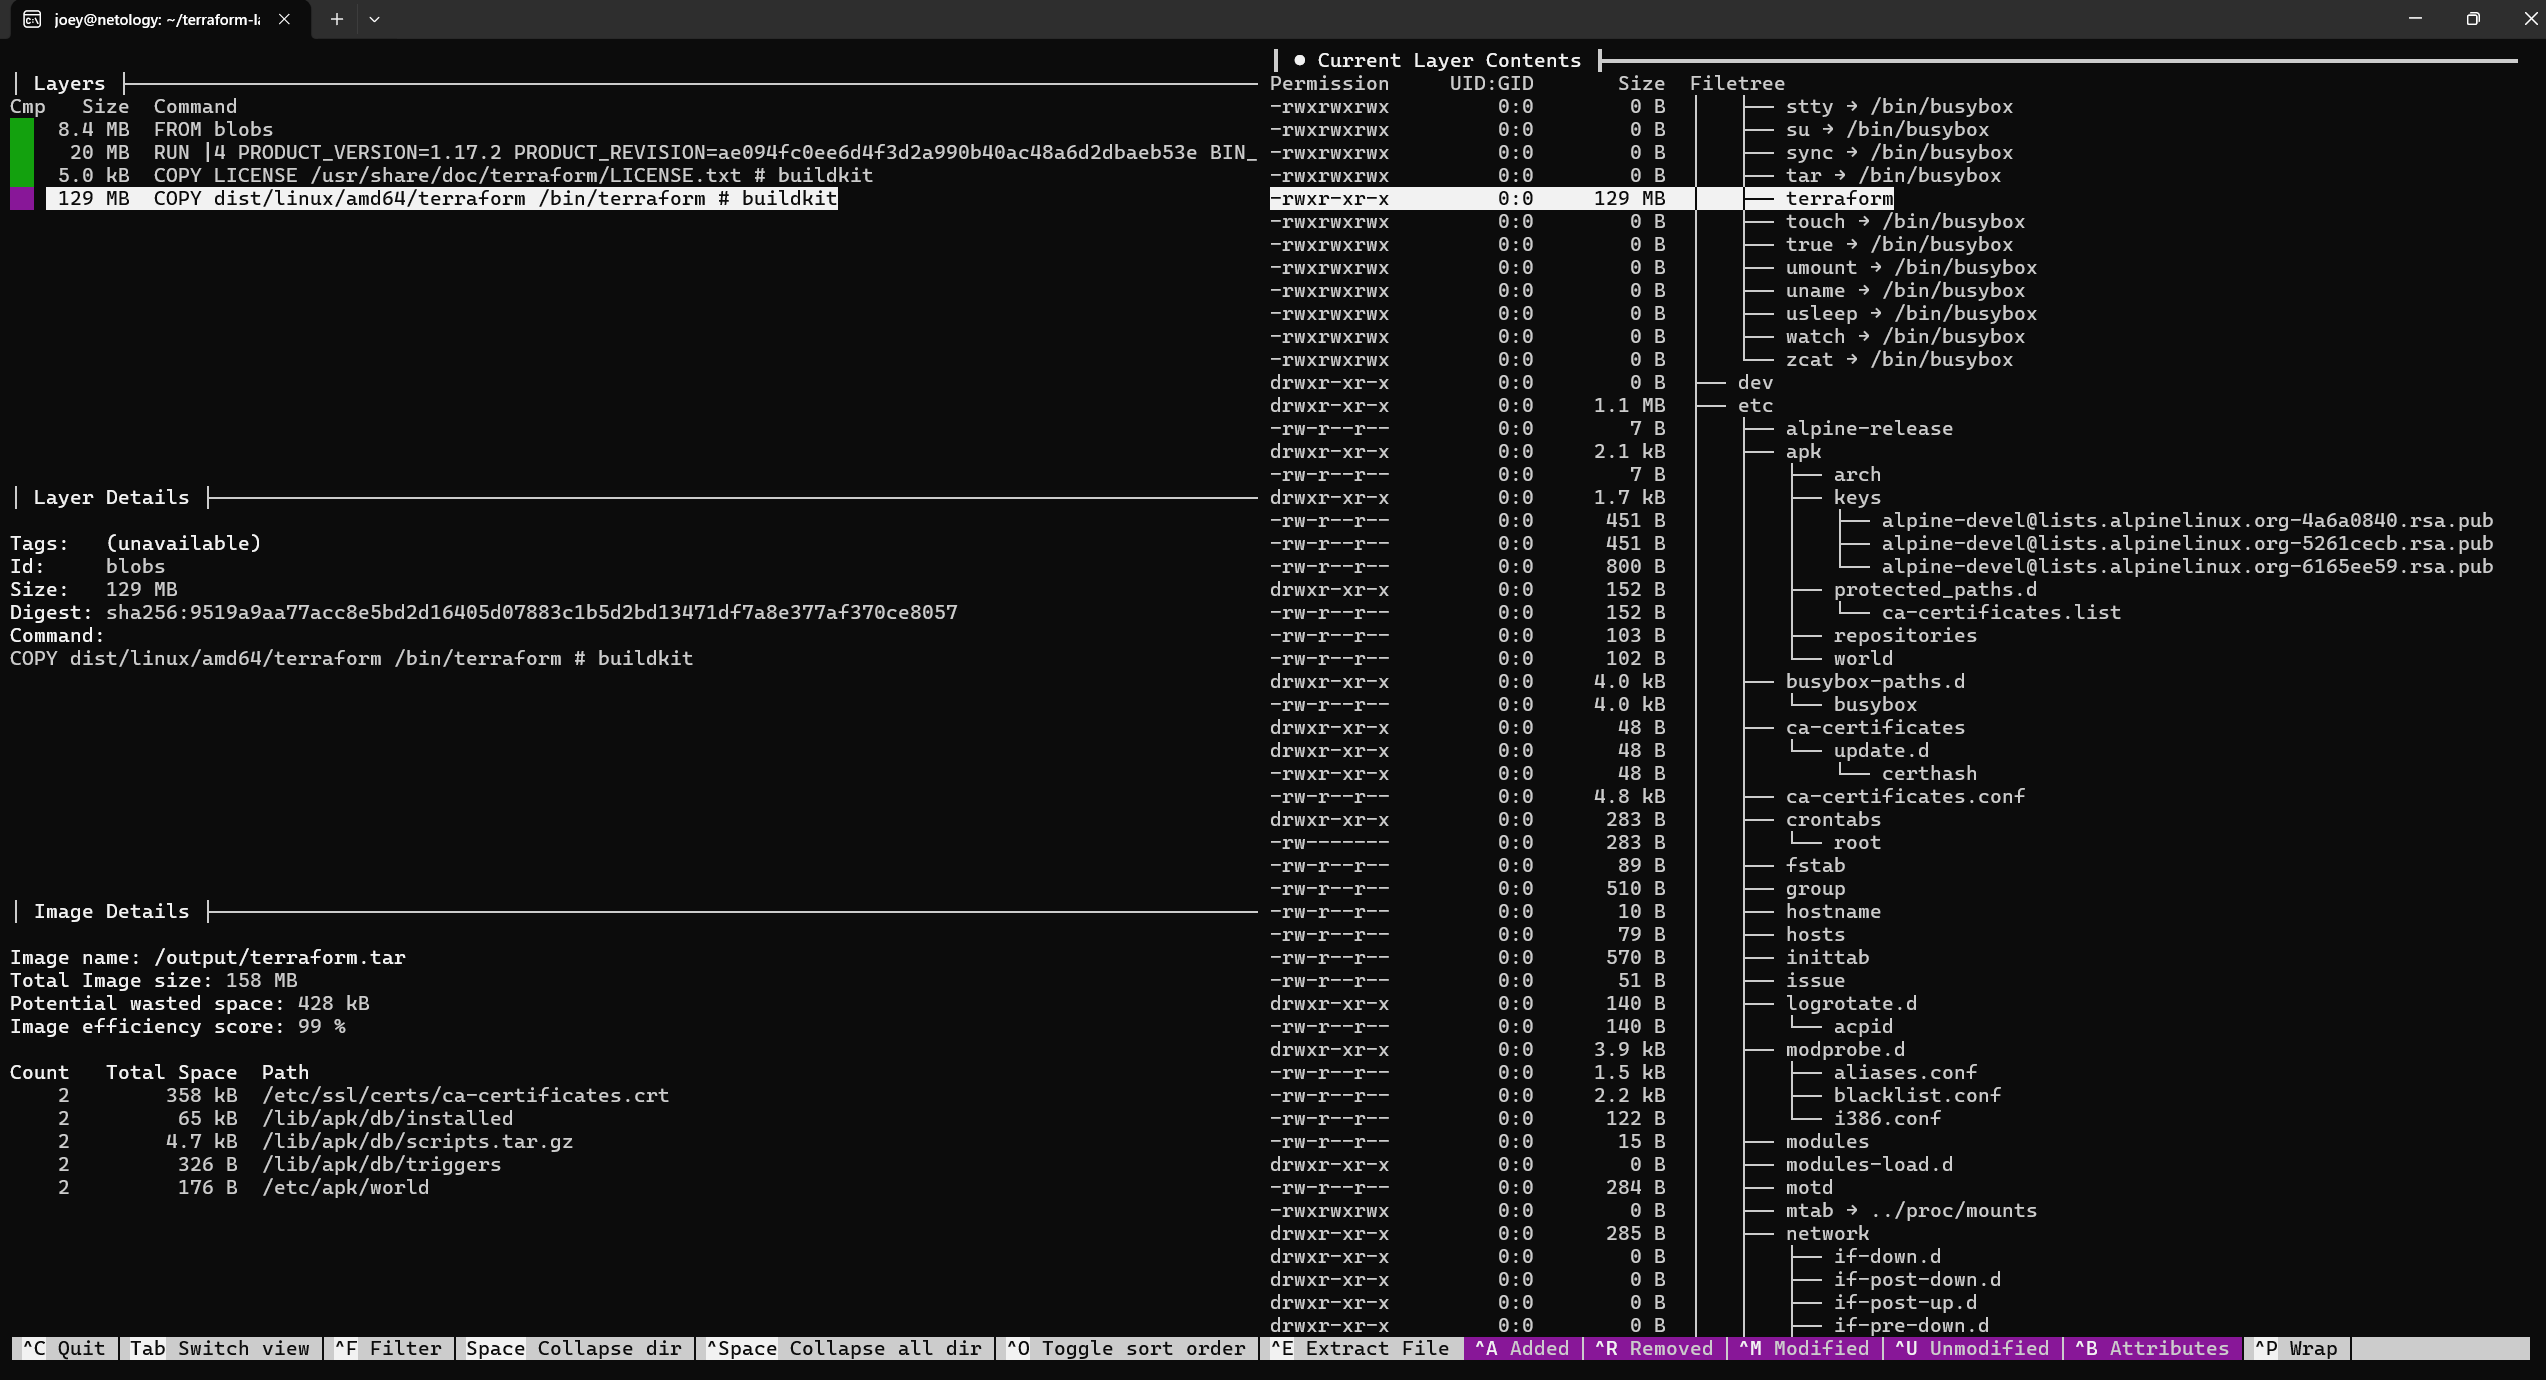 joey@netology: ~/terraform-l
Layers
Cmp Size Command
8.4 MB FROM blobs
20 MB RUN |4 PRODUCT_VERSION=1.17.2 PRODUCT_REVISION=ae094fc0ee6d4f3d2a990b40ac48a6d2dbaeb53e BIN_
5.0 kB COPY LICENSE /usr/share/doc/terraform/LICENSE.txt # buildkit
129 MB COPY dist/linux/amd64/terraform /bin/terraform # buildkit
Layer Details
Tags: (unavailable)
Id: blobs
Size: 129 MB
Digest: sha256:9519a9aa77acc8e5bd2d16405d07883c1b5d2bd13471df7a8e377af370ce8057
Command:
COPY dist/linux/amd64/terraform /bin/terraform # buildkit
Image Details
Image name: /output/terraform.tar
Total Image size: 158 MB
Potential wasted space: 428 kB
Image efficiency score: 99 %
Count Total Space Path
2 358 kB /etc/ssl/certs/ca-certificates.crt
2 65 kB /lib/apk/db/installed
2 4.7 kB /lib/apk/db/scripts.tar.gz
2 326 B /lib/apk/db/triggers
2 176 B /etc/apk/world
● Current Layer Contents
Permission UID:GID Size Filetree
-rwxrwxrwx 0:0 0 B ├── stty → /bin/busybox
-rwxrwxrwx 0:0 0 B ├── su → /bin/busybox
-rwxrwxrwx 0:0 0 B ├── sync → /bin/busybox
-rwxrwxrwx 0:0 0 B ├── tar → /bin/busybox
-rwxr-xr-x 0:0 129 MB ├── terraform
-rwxrwxrwx 0:0 0 B ├── touch → /bin/busybox
-rwxrwxrwx 0:0 0 B ├── true → /bin/busybox
-rwxrwxrwx 0:0 0 B ├── umount → /bin/busybox
-rwxrwxrwx 0:0 0 B ├── uname → /bin/busybox
-rwxrwxrwx 0:0 0 B ├── usleep → /bin/busybox
-rwxrwxrwx 0:0 0 B ├── watch → /bin/busybox
-rwxrwxrwx 0:0 0 B └── zcat → /bin/busybox
drwxr-xr-x 0:0 0 B ├── dev
drwxr-xr-x 0:0 1.1 MB ├── etc
-rw-r--r-- 0:0 7 B ├── alpine-release
drwxr-xr-x 0:0 2.1 kB ├── apk
-rw-r--r-- 0:0 7 B ├── arch
drwxr-xr-x 0:0 1.7 kB ├── keys
-rw-r--r-- 0:0 451 B ├── alpine-devel@lists.alpinelinux.org-4a6a0840.rsa.pub
-rw-r--r-- 0:0 451 B ├── alpine-devel@lists.alpinelinux.org-5261cecb.rsa.pub
-rw-r--r-- 0:0 800 B └── alpine-devel@lists.alpinelinux.org-6165ee59.rsa.pub
drwxr-xr-x 0:0 152 B ├── protected_paths.d
-rw-r--r-- 0:0 152 B └── ca-certificates.list
-rw-r--r-- 0:0 103 B ├── repositories
-rw-r--r-- 0:0 102 B └── world
drwxr-xr-x 0:0 4.0 kB ├── busybox-paths.d
-rw-r--r-- 0:0 4.0 kB └── busybox
drwxr-xr-x 0:0 48 B ├── ca-certificates
drwxr-xr-x 0:0 48 B └── update.d
-rwxr-xr-x 0:0 48 B └── certhash
-rw-r--r-- 0:0 4.8 kB ├── ca-certificates.conf
drwxr-xr-x 0:0 283 B ├── crontabs
-rw------- 0:0 283 B └── root
-rw-r--r-- 0:0 89 B ├── fstab
-rw-r--r-- 0:0 510 B ├── group
-rw-r--r-- 0:0 10 B ├── hostname
-rw-r--r-- 0:0 79 B ├── hosts
-rw-r--r-- 0:0 570 B ├── inittab
-rw-r--r-- 0:0 51 B ├── issue
drwxr-xr-x 0:0 140 B ├── logrotate.d
-rw-r--r-- 0:0 140 B └── acpid
drwxr-xr-x 0:0 3.9 kB ├── modprobe.d
-rw-r--r-- 0:0 1.5 kB ├── aliases.conf
-rw-r--r-- 0:0 2.2 kB ├── blacklist.conf
-rw-r--r-- 0:0 122 B └── i386.conf
-rw-r--r-- 0:0 15 B ├── modules
drwxr-xr-x 0:0 0 B ├── modules-load.d
-rw-r--r-- 0:0 284 B ├── motd
-rwxrwxrwx 0:0 0 B ├── mtab → ../proc/mounts
drwxr-xr-x 0:0 285 B ├── network
drwxr-xr-x 0:0 0 B ├── if-down.d
drwxr-xr-x 0:0 0 B ├── if-post-down.d
drwxr-xr-x 0:0 0 B ├── if-post-up.d
drwxr-xr-x 0:0 0 B ├── if-pre-down.d
^C Quit | Tab Switch view | ^F Filter | Space Collapse dir | ^Space Collapse all dir | ^O Toggle sort order | ^E Extract File | ^A Added | ^R Removed | ^M Modified | ^U Unmodified | ^B Attributes | ^P Wrap |